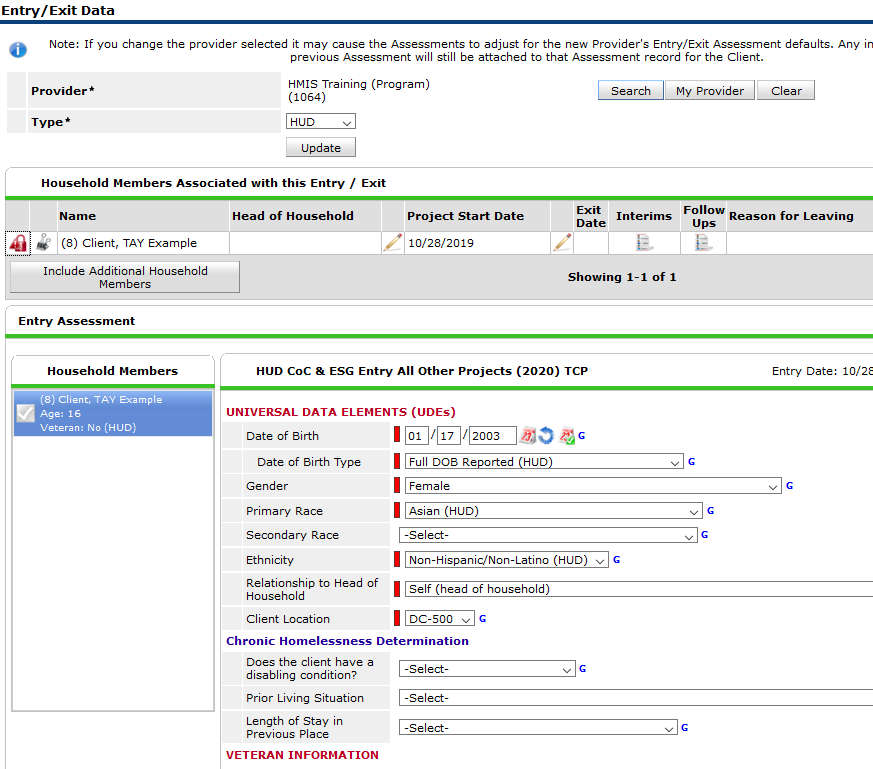 Entry/Exit Data
Note: If you change the provider selected it may cause the Assessments to adjust for the new Provider's Entry/Exit Assessment defaults. Any in
previous Assessment will still be attached to that Assessment record for the Client.
Provider*
HMIS Training (Program)
(1064)
Search
My Provider
Clear
Type*
HUD
Update
Household Members Associated with this Entry / Exit
Name
Head of Household
Project Start Date
Exit
Date
Interims
Follow
Ups
Reason for Leaving
(8) Client, TAY Example
10/28/2019
Include Additional Household
Members
Showing 1-1 of 1
Entry Assessment
Household Members
(8) Client, TAY Example
Age: 16
Veteran: No (HUD)
HUD CoC & ESG Entry All Other Projects (2020) TCP
Entry Date: 10/28
UNIVERSAL DATA ELEMENTS (UDEs)
Date of Birth
01 / 17 / 2003 G
Date of Birth Type
Full DOB Reported (HUD) G
Gender
Female G
Primary Race
Asian (HUD) G
Secondary Race
-Select- G
Ethnicity
Non-Hispanic/Non-Latino (HUD) G
Relationship to Head of
Household
Self (head of household)
Client Location
DC-500 G
Chronic Homelessness Determination
Does the client have a
disabling condition?
-Select- G
Prior Living Situation
-Select-
Length of Stay in
Previous Place
-Select- G
VETERAN INFORMATION